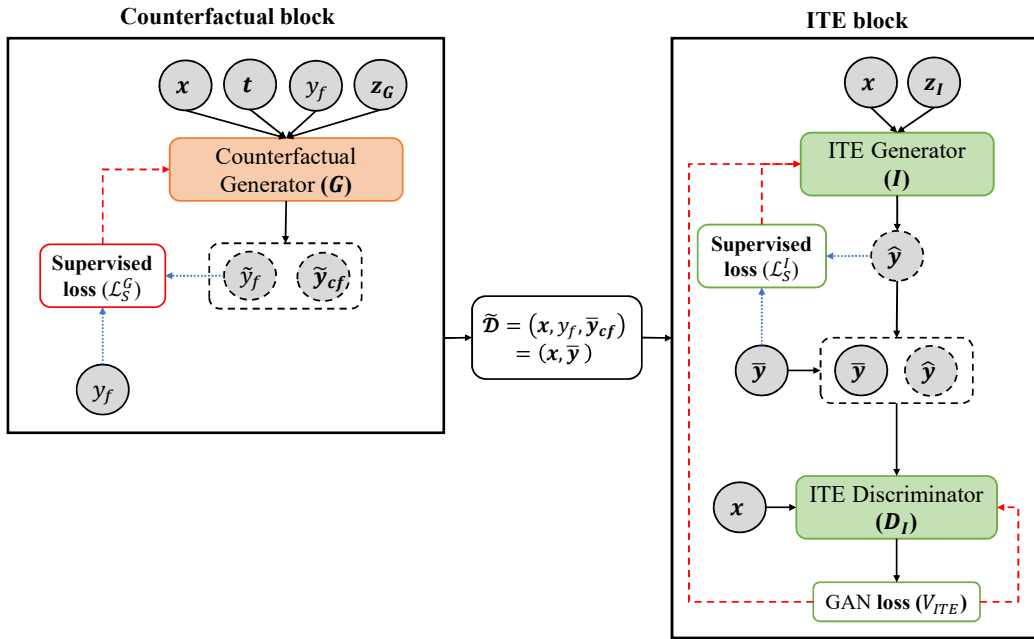 Counterfactual block
x t y_f z_G
Counterfactual
Generator (G)
Supervised
loss (ℒ_S^G)
ỹ_f ỹ_cf
y_f
𝒟̃ = (x, y_f, ȳ_cf)
= (x, ȳ)
ITE block
x z_I
ITE Generator
(I)
Supervised
loss (ℒ_S^I)
ŷ
ȳ ȳ ŷ
x
ITE Discriminator
(D_I)
GAN loss (V_ITE)